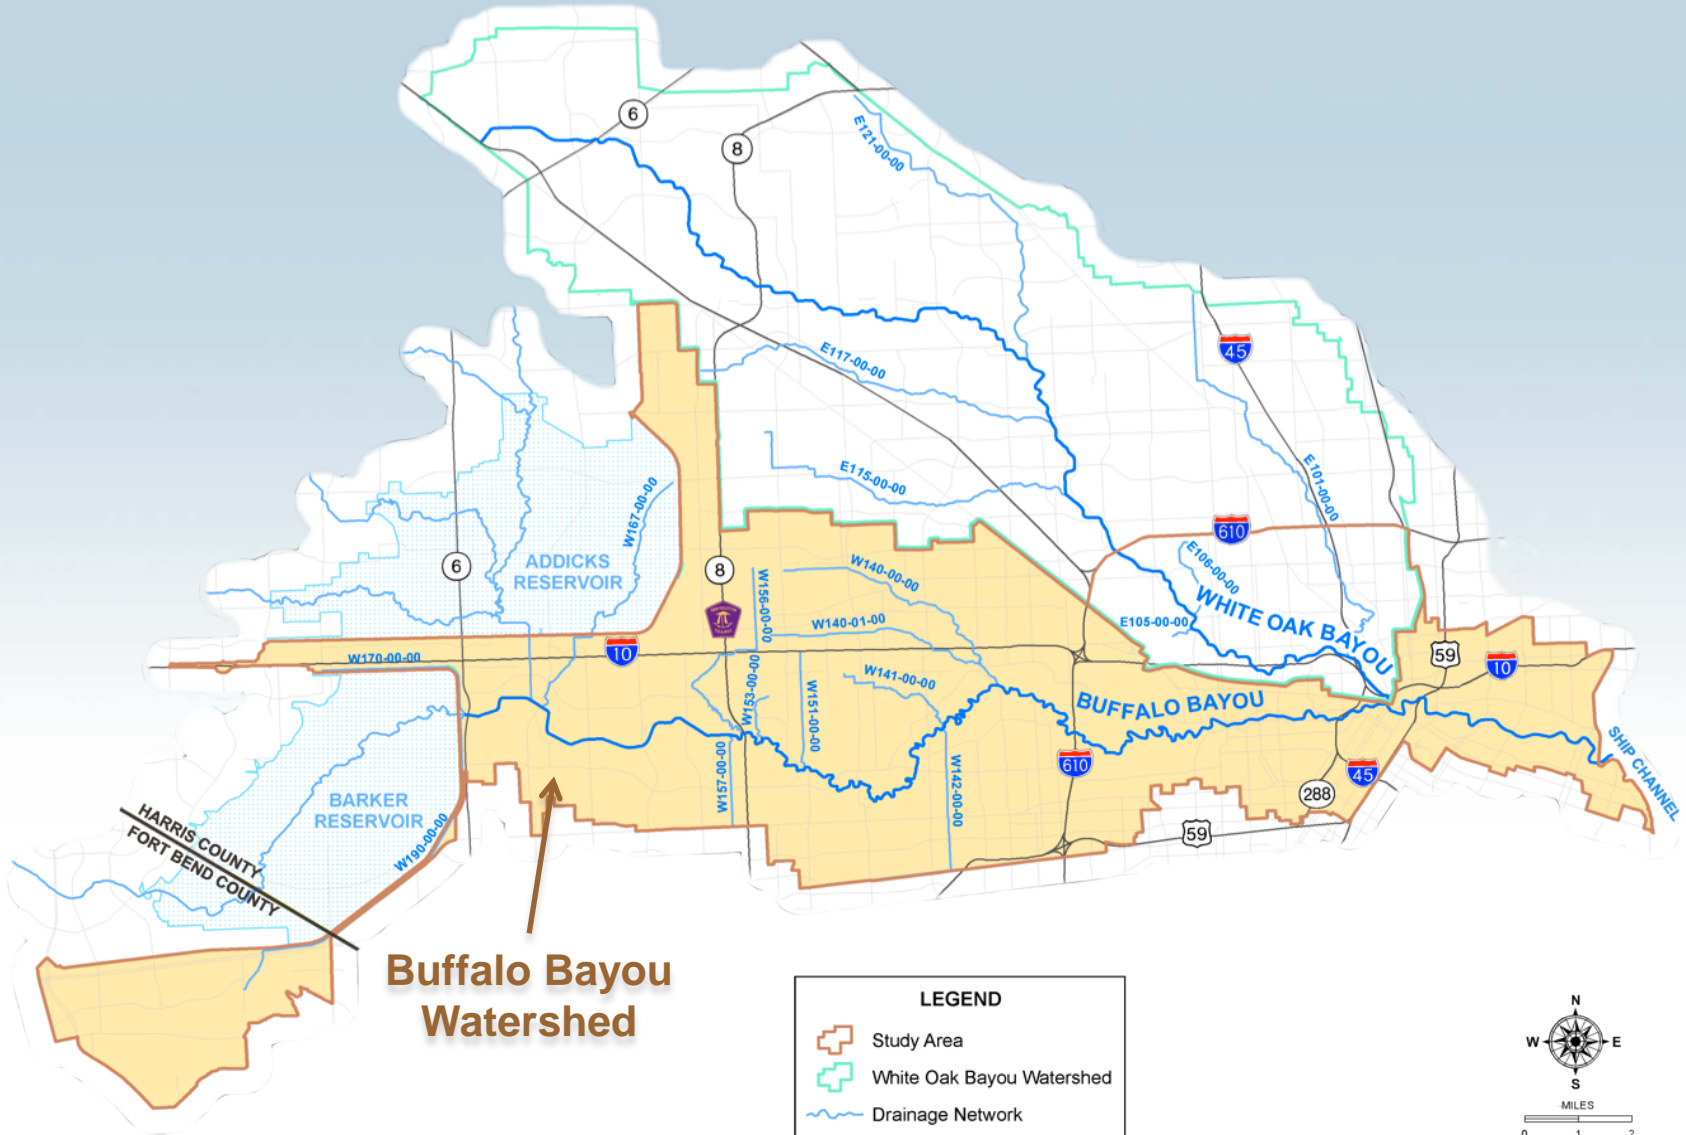 6
8
E121-00-00
45
E117-00-00
E115-00-00
E101-00-00
W167-00-00
610
ADDICKS
RESERVOIR
6
8
W156-00-00
W140-00-00
E106-00-00
WHITE OAK BAYOU
W140-01-00
E105-00-00
10
W170-00-00
59
10
W153-00-00
W151-00-00
W141-00-00
BUFFALO BAYOU
SHIP CHANNEL
W157-00-00
W142-00-00
610
45
288
59
BARKER
RESERVOIR
W190-00-00
HARRIS COUNTY
FORT BEND COUNTY
Buffalo Bayou
Watershed
LEGEND
Study Area
White Oak Bayou Watershed
Drainage Network
N
W
E
S
MILES
0 1 2